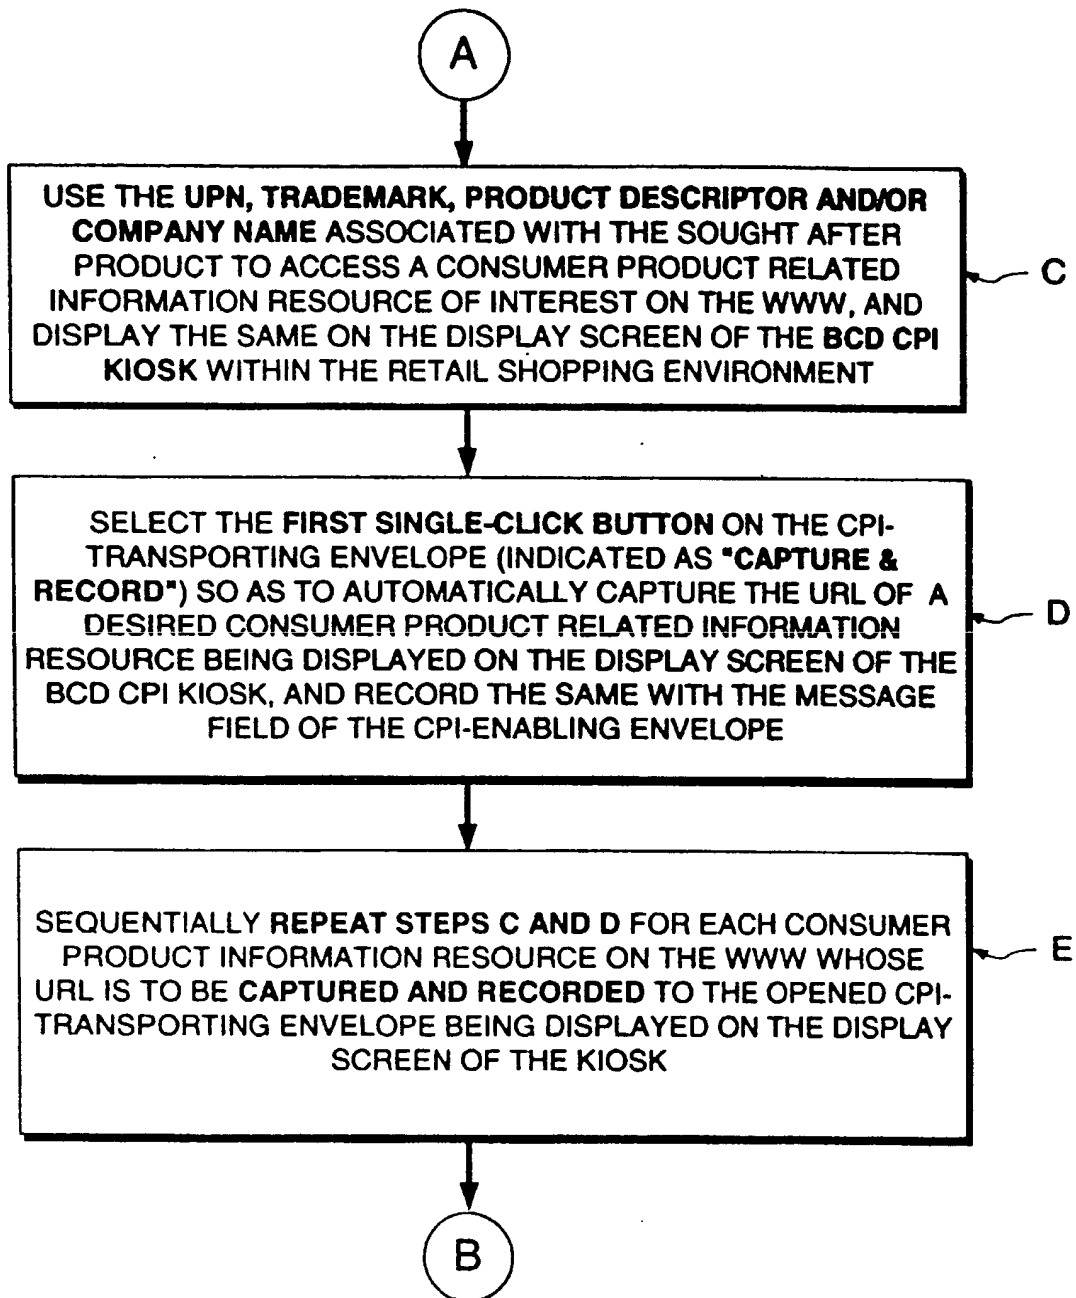 A
USE THE UPN, TRADEMARK, PRODUCT DESCRIPTOR AND/OR
COMPANY NAME ASSOCIATED WITH THE SOUGHT AFTER
PRODUCT TO ACCESS A CONSUMER PRODUCT RELATED
INFORMATION RESOURCE OF INTEREST ON THE WWW, AND
DISPLAY THE SAME ON THE DISPLAY SCREEN OF THE BCD CPI
KIOSK WITHIN THE RETAIL SHOPPING ENVIRONMENT
C
SELECT THE FIRST SINGLE-CLICK BUTTON ON THE CPI-
TRANSPORTING ENVELOPE (INDICATED AS "CAPTURE &
RECORD") SO AS TO AUTOMATICALLY CAPTURE THE URL OF A
DESIRED CONSUMER PRODUCT RELATED INFORMATION
RESOURCE BEING DISPLAYED ON THE DISPLAY SCREEN OF THE
BCD CPI KIOSK, AND RECORD THE SAME WITH THE MESSAGE
FIELD OF THE CPI-ENABLING ENVELOPE
D
SEQUENTIALLY REPEAT STEPS C AND D FOR EACH CONSUMER
PRODUCT INFORMATION RESOURCE ON THE WWW WHOSE
URL IS TO BE CAPTURED AND RECORDED TO THE OPENED CPI-
TRANSPORTING ENVELOPE BEING DISPLAYED ON THE DISPLAY
SCREEN OF THE KIOSK
E
B